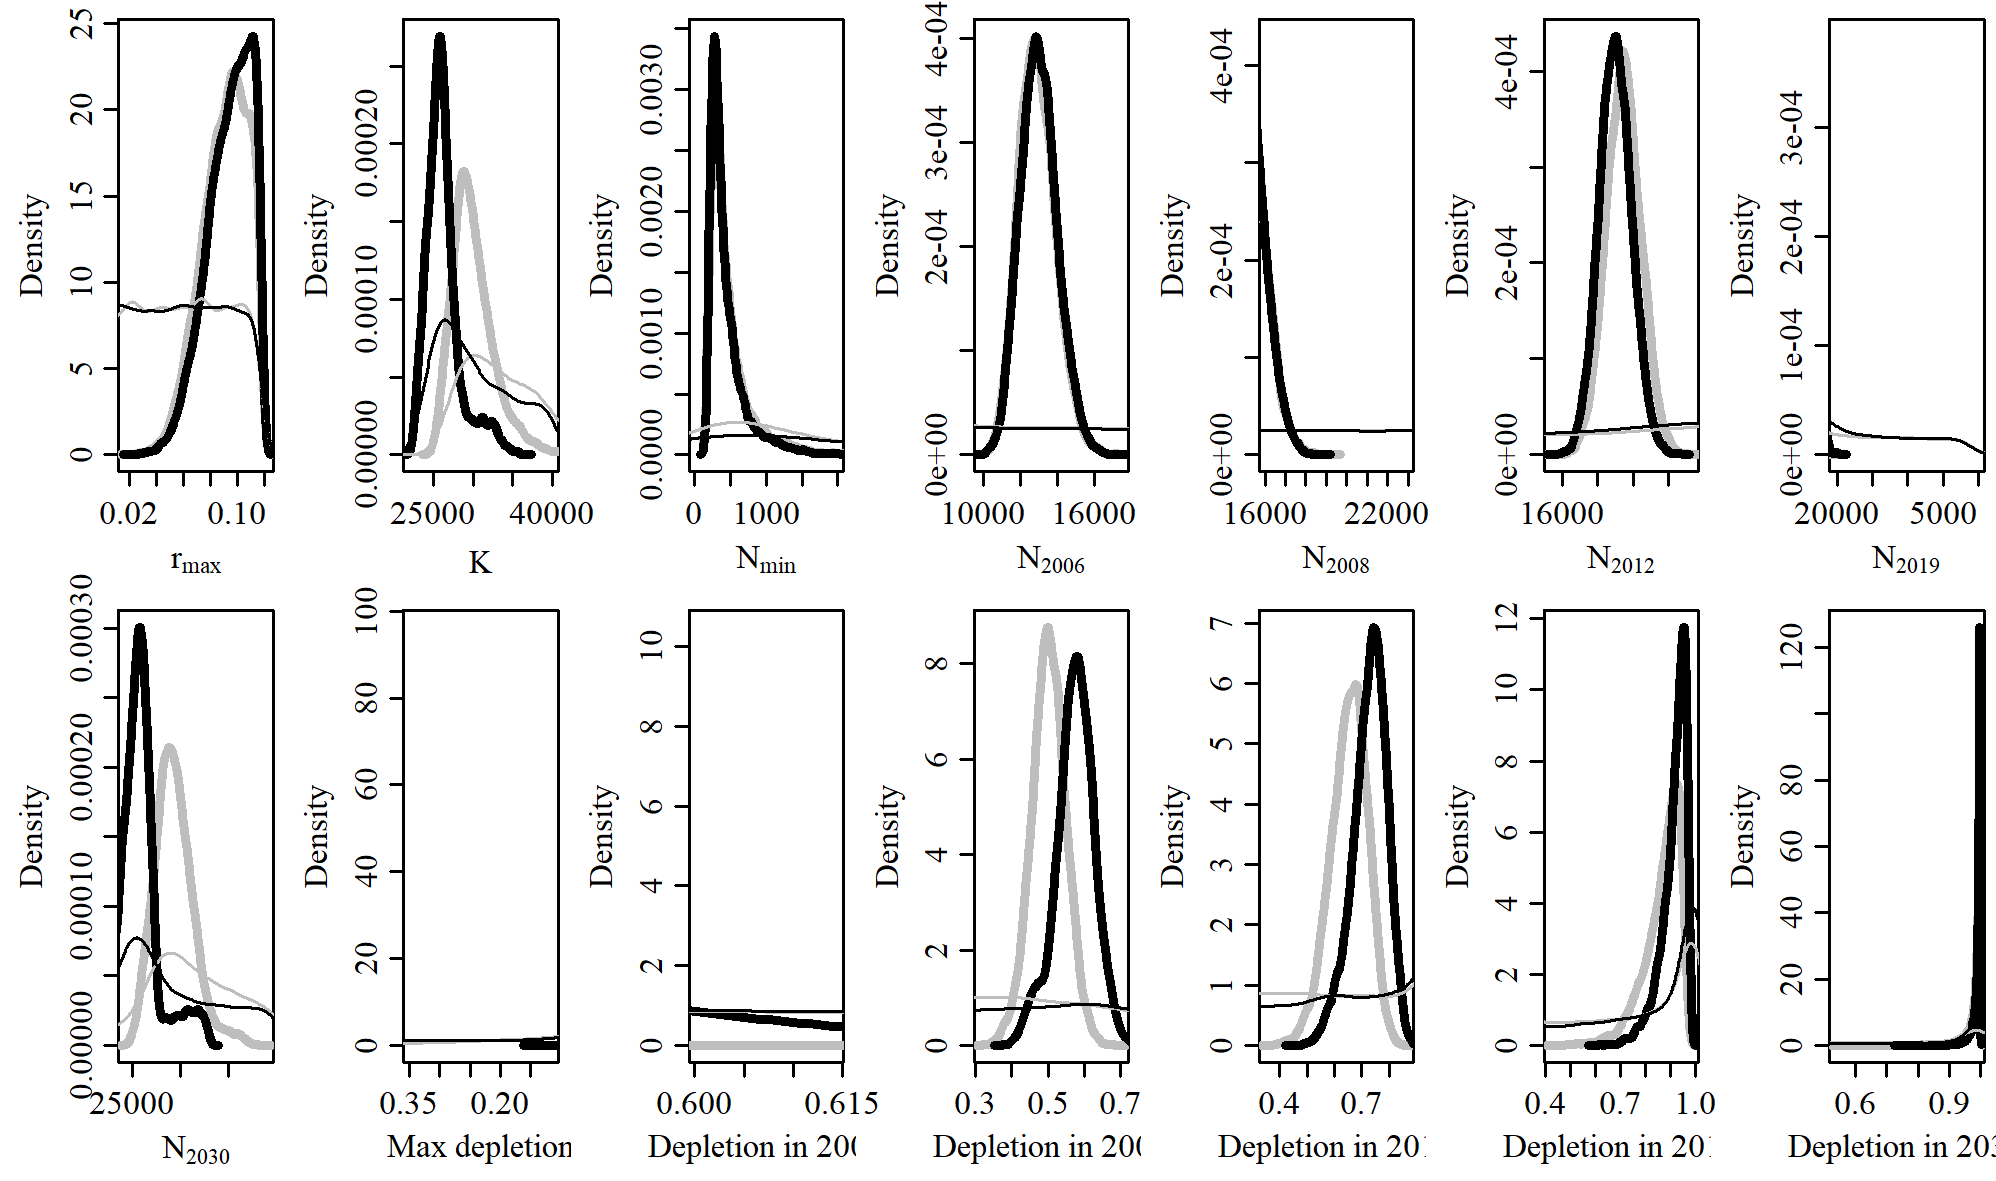 Density
0 5 10 15 20 25
0.02 0.10
r_max
Density
0.00000 0.00010 0.00020
25000 40000
K
Density
0.0000 0.0010 0.0020 0.0030
0 1000
N_min
Density
0e+00 2e-04 3e-04 4e-04
10000 16000
N_2006
Density
0e+00 2e-04 4e-04
16000 22000
N_2008
Density
0e+00 2e-04 4e-04
16000
N_2012
Density
0e+00 1e-04 2e-04 3e-04
20000 5000
N_2019
Density
0.00000 0.00010 0.00020 0.00030
25000
N_2030
Density
0 20 40 60 80 100
0.35 0.20
Max depletion
Density
0 2 4 6 8 10
0.600 0.615
Depletion in 200
Density
0 2 4 6 8
0.3 0.5 0.7
Depletion in 200
Density
0 1 2 3 4 5 6 7
0.4 0.7
Depletion in 201
Density
0 2 4 6 8 10 12
0.4 0.7 1.0
Depletion in 201
Density
0 20 40 60 80 120
0.6 0.9
Depletion in 203